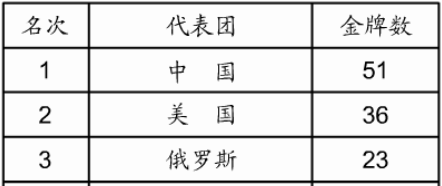 名次 代表团 金牌数
1 中 国 51
2 美 国 36
3 俄罗斯 23